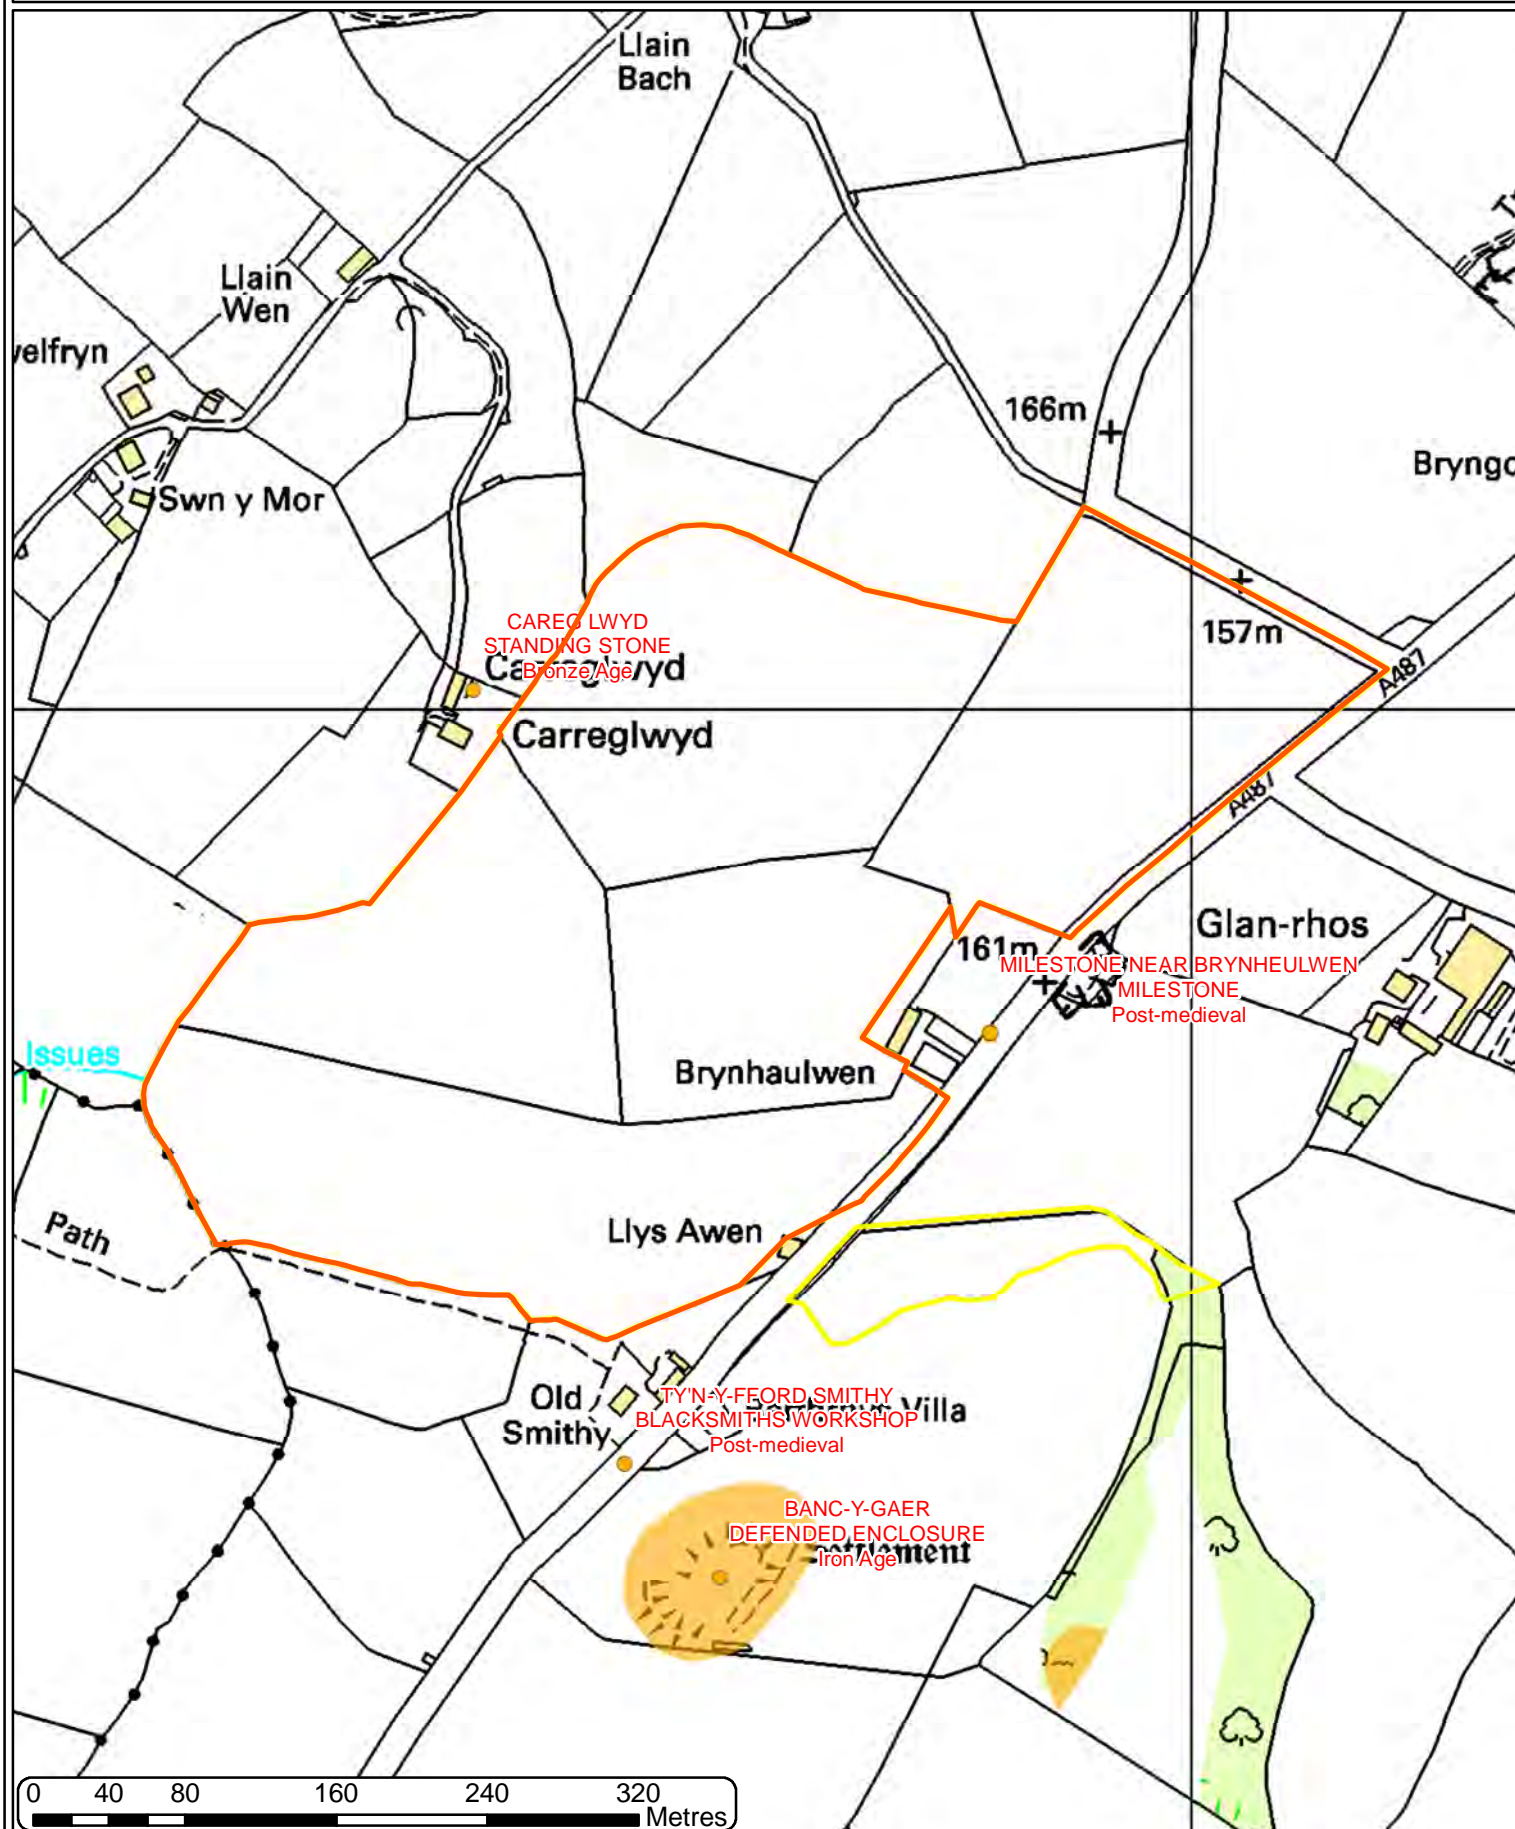 Llain
Bach
Llain
Wen
velfryn
166m
Bryngo
Swn y Mor
157m
CAREG LWYD
STANDING STONE
Bronze Age
Carreglwyd
A487
Carreglwyd
A487
Glan-rhos
161m
MILESTONE NEAR BRYNHEULWEN
MILESTONE
Post-medieval
Issues
Brynhaulwen
Path
Llys Awen
Old
Smithy
TY'N-Y-FFORD SMITHY
BLACKSMITHS WORKSHOP
Post-medieval
Villa
BANC-Y-GAER
DEFENDED ENCLOSURE
Iron Age
Settlement
0 40 80 160 240 320
Metres